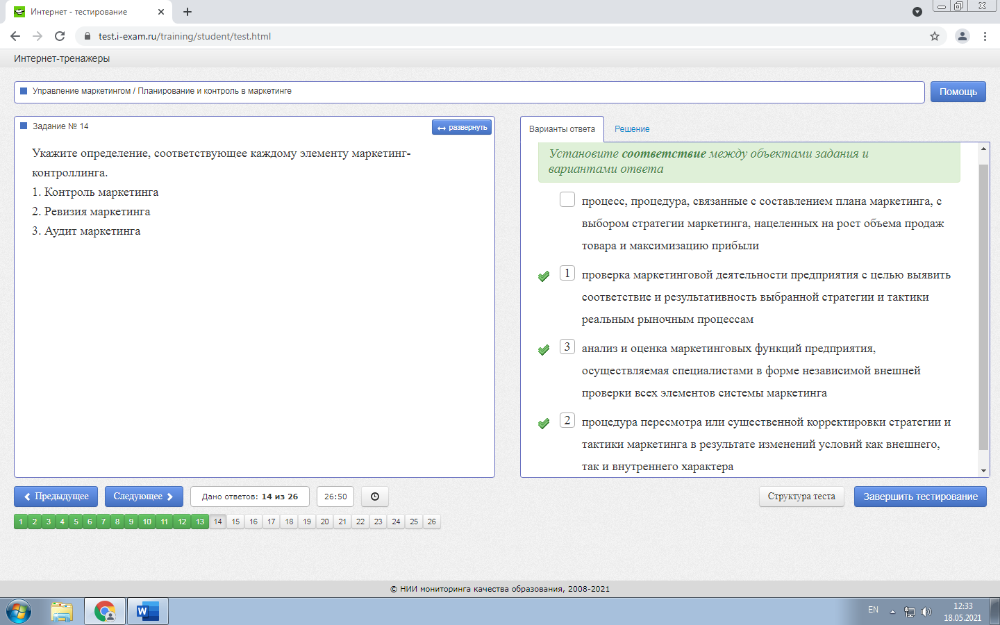 Интернет - тестирование
test.i-exam.ru/training/student/test.html
Интернет-тренажеры
Управление маркетингом / Планирование и контроль в маркетинге
Помощь
Задание № 14
развернуть
Укажите определение, соответствующее каждому элементу маркетинг-
контроллинга.
1. Контроль маркетинга
2. Ревизия маркетинга
3. Аудит маркетинга
Варианты ответа
Решение
Установите соответствие между объектами задания и
вариантами ответа
процесс, процедура, связанные с составлением плана маркетинга, с
выбором стратегии маркетинга, нацеленных на рост объема продаж
товара и максимизацию прибыли
1 проверка маркетинговой деятельности предприятия с целью выявить
соответствие и результативность выбранной стратегии и тактики
реальным рыночным процессам
3 анализ и оценка маркетинговых функций предприятия,
осуществляемая специалистами в форме независимой внешней
проверки всех элементов системы маркетинга
2 процедура пересмотра или существенной корректировки стратегии и
тактики маркетинга в результате изменений условий как внешнего,
так и внутреннего характера
Предыдущее
Следующее
Дано ответов: 14 из 26
26:50
Структура теста
Завершить тестирование
1 2 3 4 5 6 7 8 9 10 11 12 13 14 15 16 17 18 19 20 21 22 23 24 25 26
© НИИ мониторинга качества образования, 2008-2021
W
EN
12:33
18.05.2021